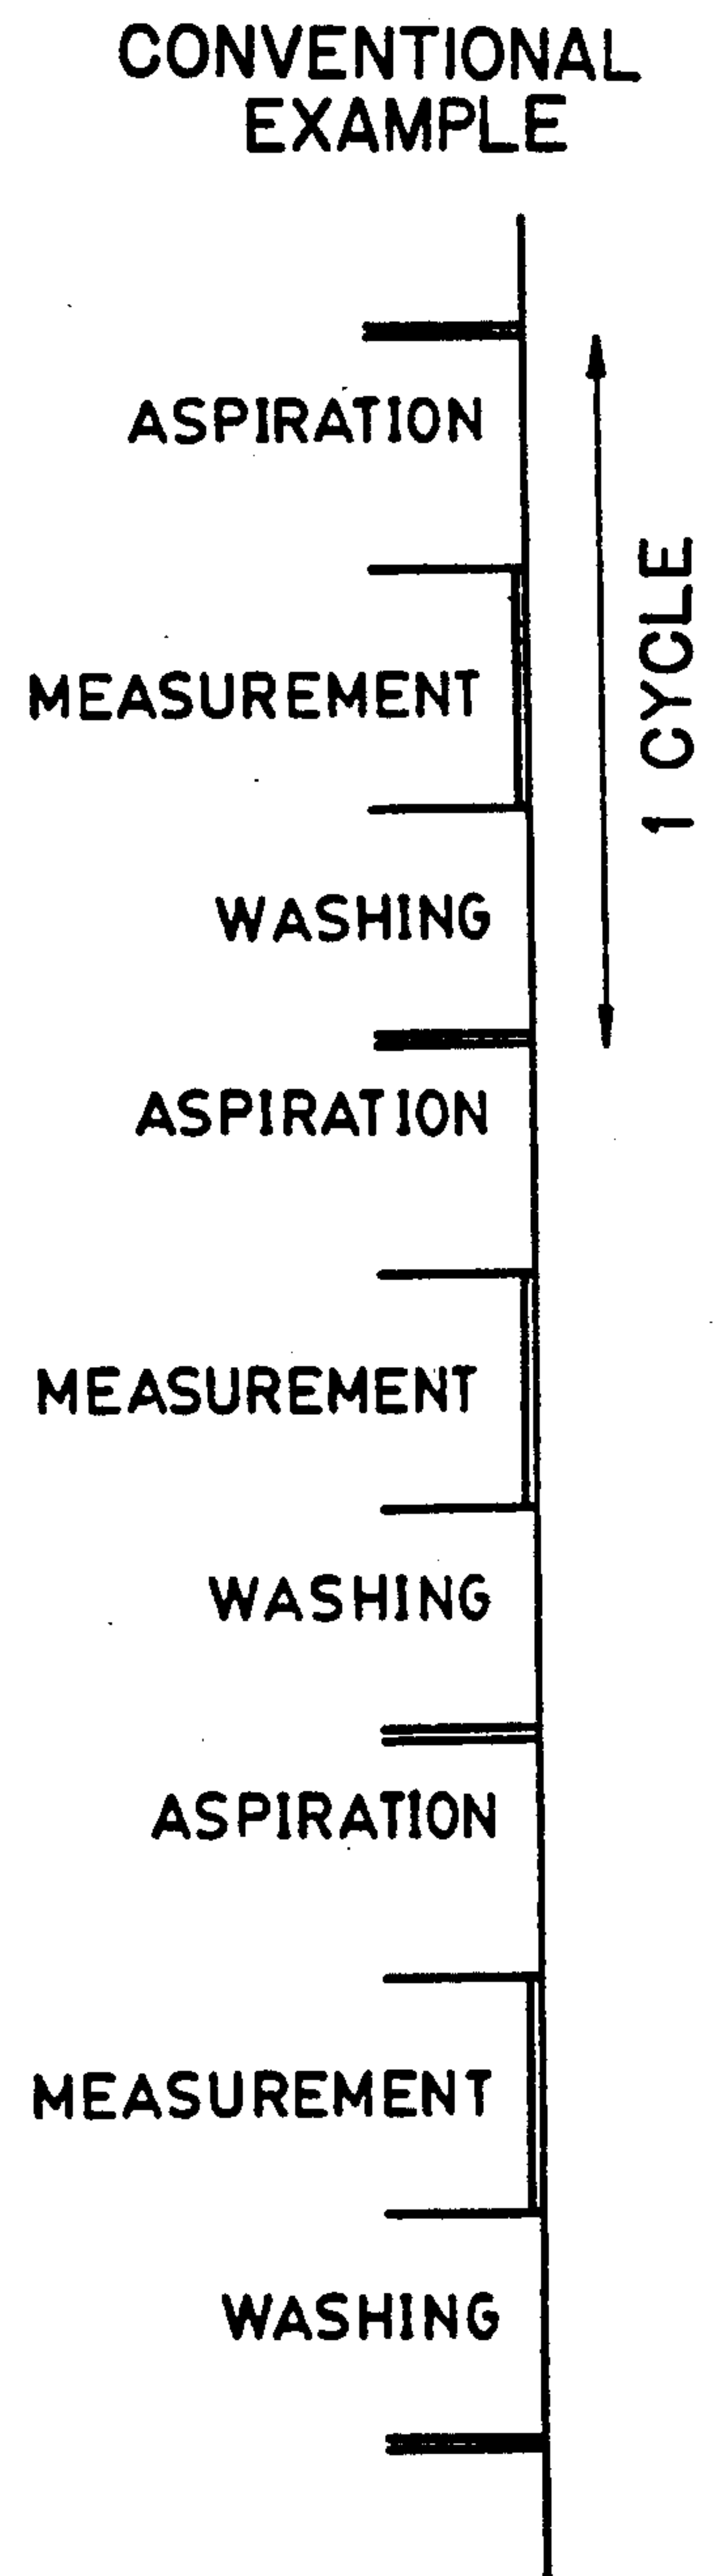 CONVENTIONAL
EXAMPLE
ASPIRATION
MEASUREMENT
1 CYCLE
WASHING
ASPIRATION
MEASUREMENT
WASHING
ASPIRATION
MEASUREMENT
WASHING